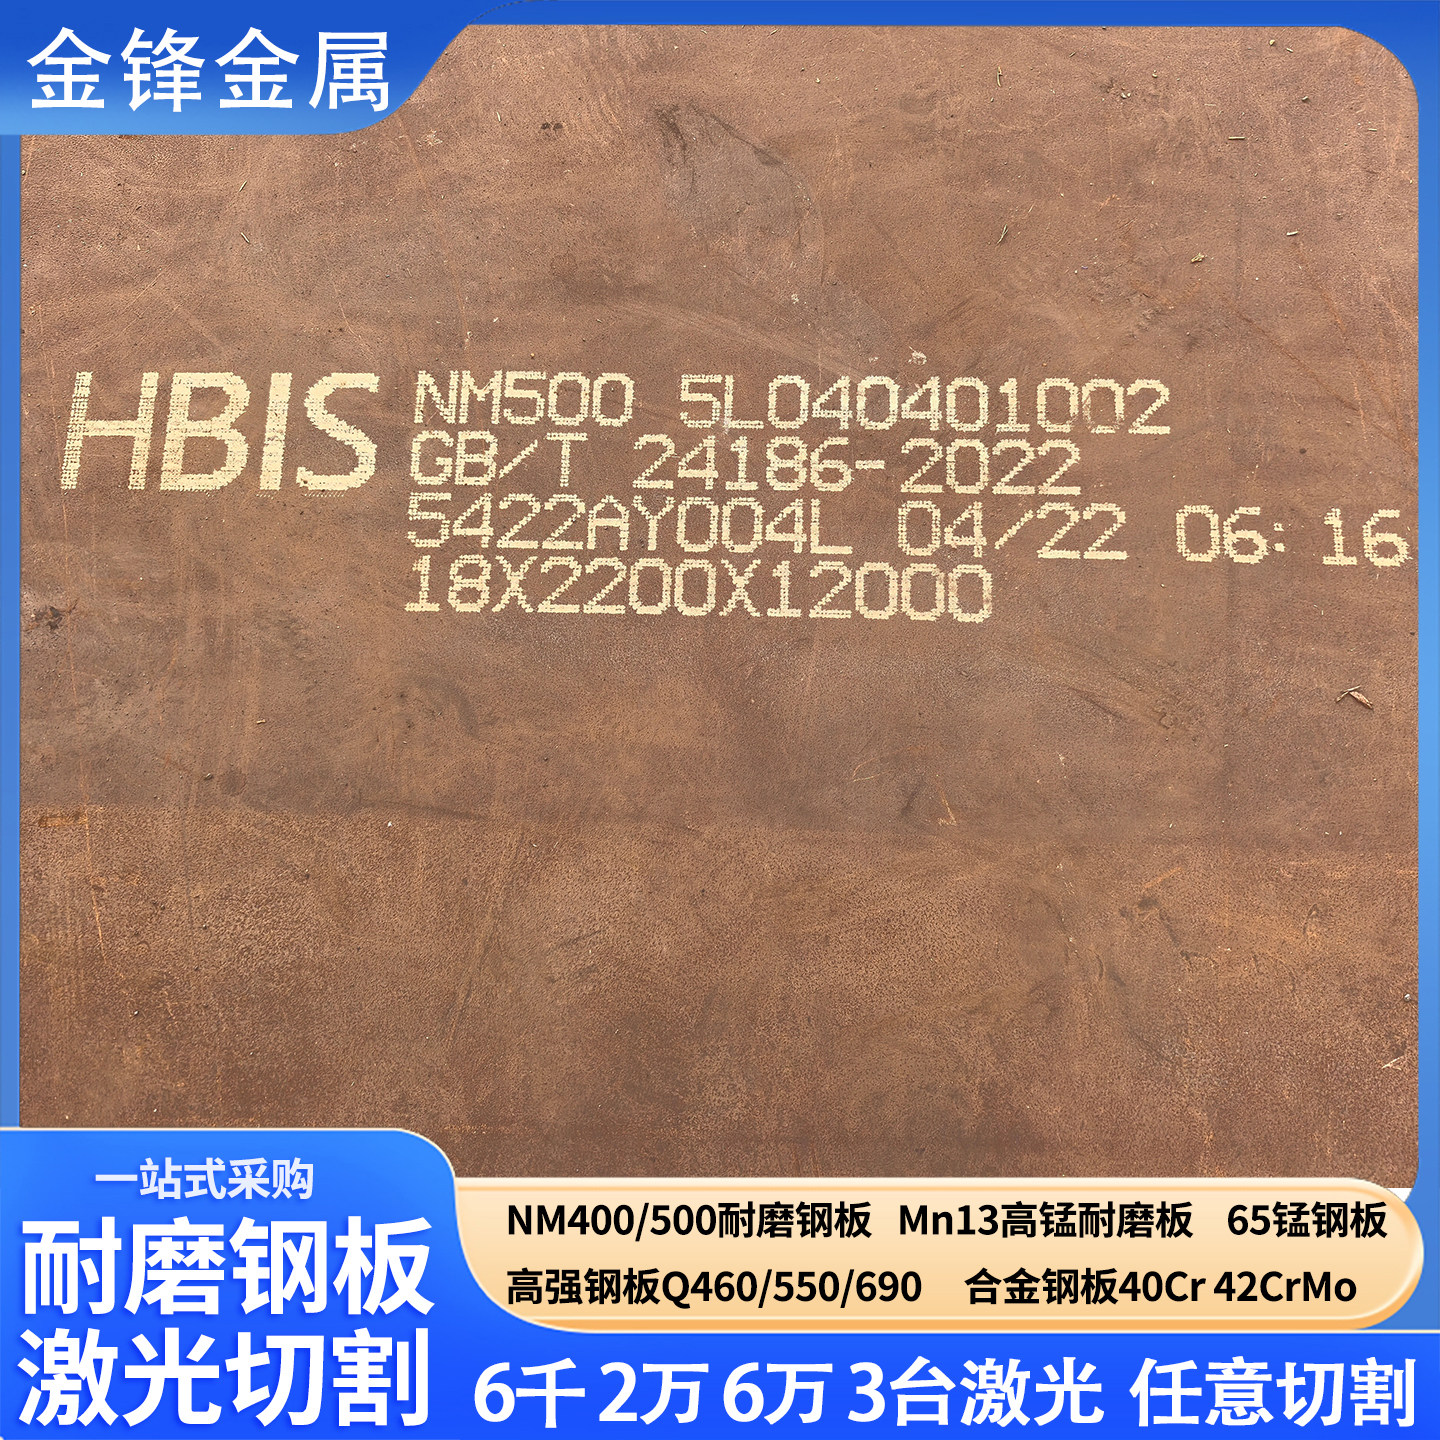 金锋金属
HBIS
NM500 5L040401002
GB/T 24186-2022
5422AY004L 04/22 06:16
18X2200X12000
一站式采购
耐磨钢板
激光切割
NM400/500耐磨钢板 Mn13高锰耐磨板 65锰钢板
高强钢板Q460/550/690 合金钢板40Cr 42CrMo
6千 2万 6万 3台激光 任意切割